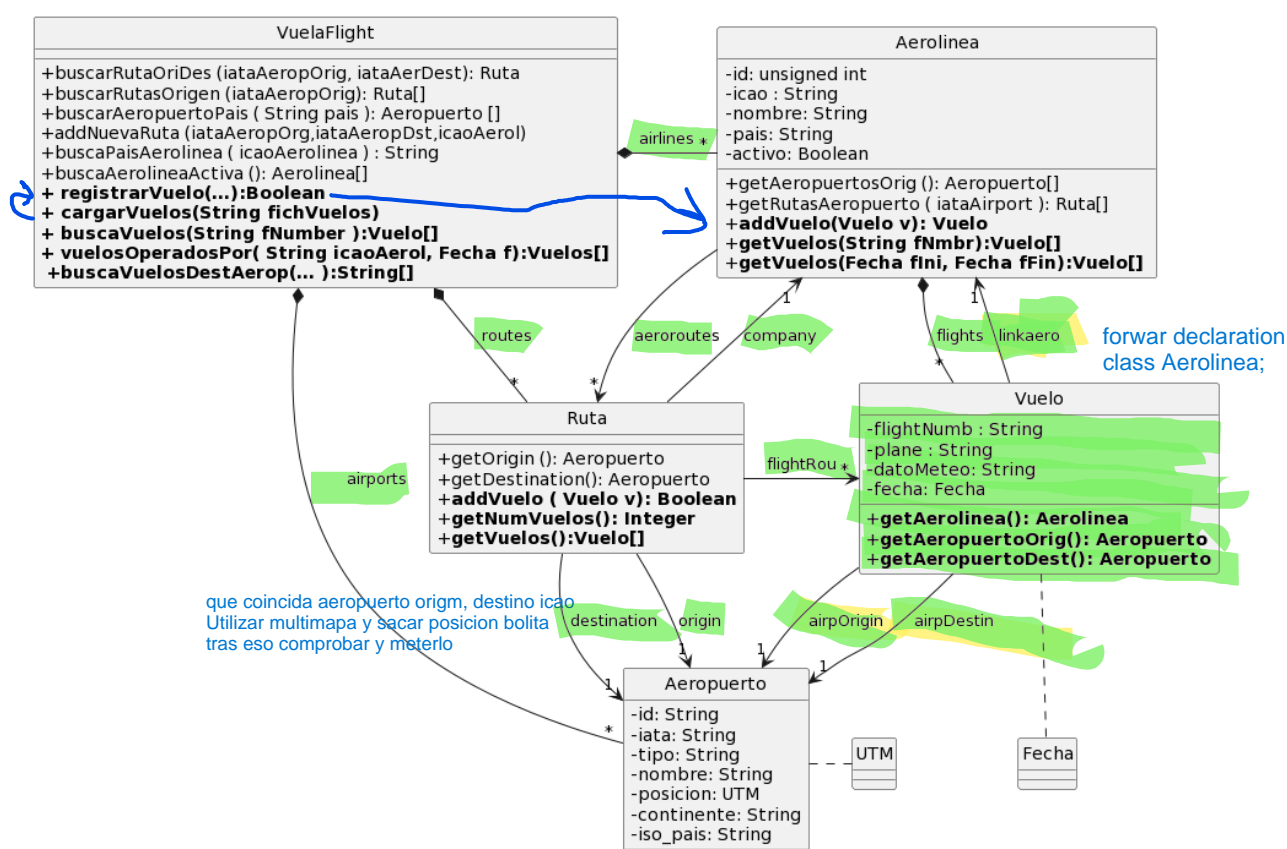 VuelaFlight
+buscarRutaOriDes (iataAeropOrig, iataAerDest): Ruta
+buscarRutasOrigen (iataAeropOrig): Ruta[]
+buscarAeropuertoPais ( String pais ): Aeropuerto []
+addNuevaRuta (iataAeropOrg,iataAeropDst,icaoAerol)
+buscaPaisAerolinea ( icaoAerolinea ) : String
+buscaAerolineaActiva (): Aerolinea[]
+ registrarVuelo(...):Boolean
+ cargarVuelos(String fichVuelos)
+ buscaVuelos(String fNumber ):Vuelo[]
+ vuelosOperadosPor( String icaoAerol, Fecha f):Vuelos[]
+buscaVuelosDestAerop(... ):String[]
airlines *
Aerolinea
-id: unsigned int
-icao : String
-nombre: String
-pais: String
-activo: Boolean
+getAeropuertosOrig (): Aeropuerto[]
+getRutasAeropuerto ( iataAirport ): Ruta[]
+addVuelo(Vuelo v): Vuelo
+getVuelos(String fNmbr):Vuelo[]
+getVuelos(Fecha fIni, Fecha fFin):Vuelo[]
1
1
routes
aeroroutes
company
flights
linkaero
forwar declaration
class Aerolinea;
*
*
*
Ruta
+getOrigin (): Aeropuerto
+getDestination(): Aeropuerto
+addVuelo ( Vuelo v): Boolean
+getNumVuelos(): Integer
+getVuelos():Vuelo[]
flightRou *
Vuelo
-flightNumb : String
-plane : String
-datoMeteo: String
-fecha: Fecha
+getAerolinea(): Aerolinea
+getAeropuertoOrig(): Aeropuerto
+getAeropuertoDest(): Aeropuerto
airports
que coincida aeropuerto origm, destino icao
Utilizar multimapa y sacar posicion bolita
tras eso comprobar y meterlo
destination
origin
airpOrigin
airpDestin
1
1
1
1
*
Aeropuerto
-id: String
-iata: String
-tipo: String
-nombre: String
-posicion: UTM
-continente: String
-iso_pais: String
UTM
Fecha